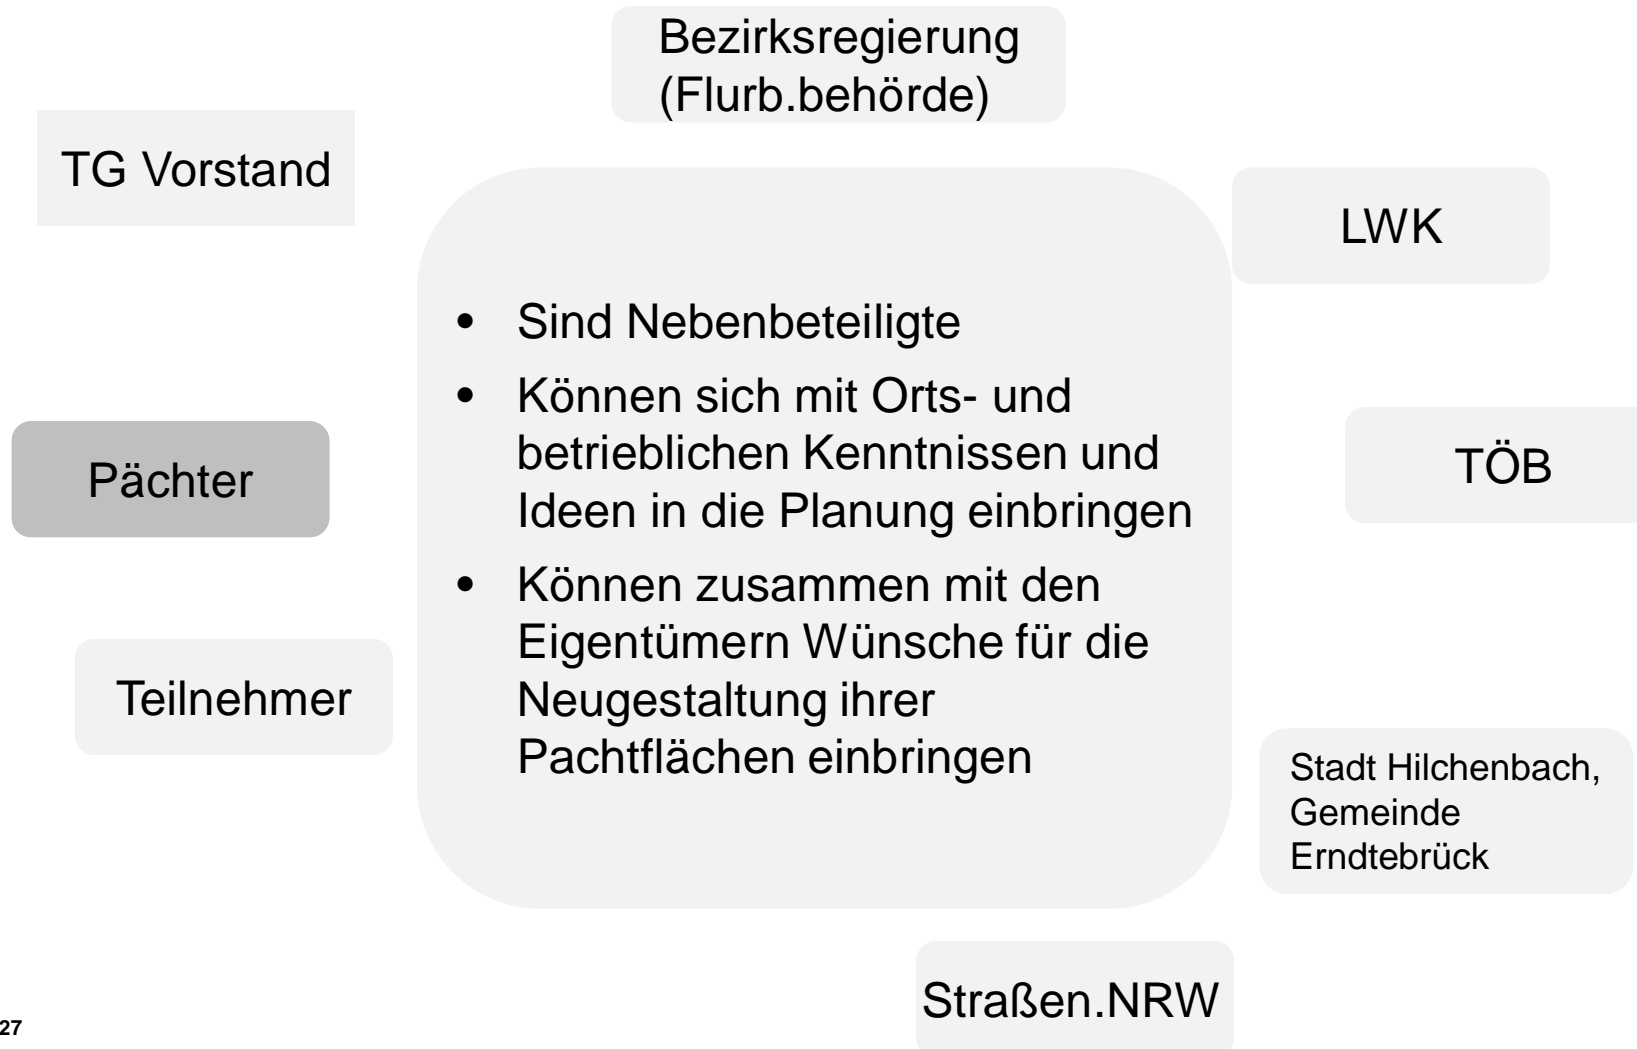 Bezirksregierung
(Flurb.behörde)
TG Vorstand
LWK
• Sind Nebenbeteiligte
• Können sich mit Orts- und
betrieblichen Kenntnissen und
Ideen in die Planung einbringen
• Können zusammen mit den
Eigentümern Wünsche für die
Neugestaltung ihrer
Pachtflächen einbringen
Pächter
TÖB
Teilnehmer
Stadt Hilchenbach,
Gemeinde
Erndtebrück
Straßen.NRW
27